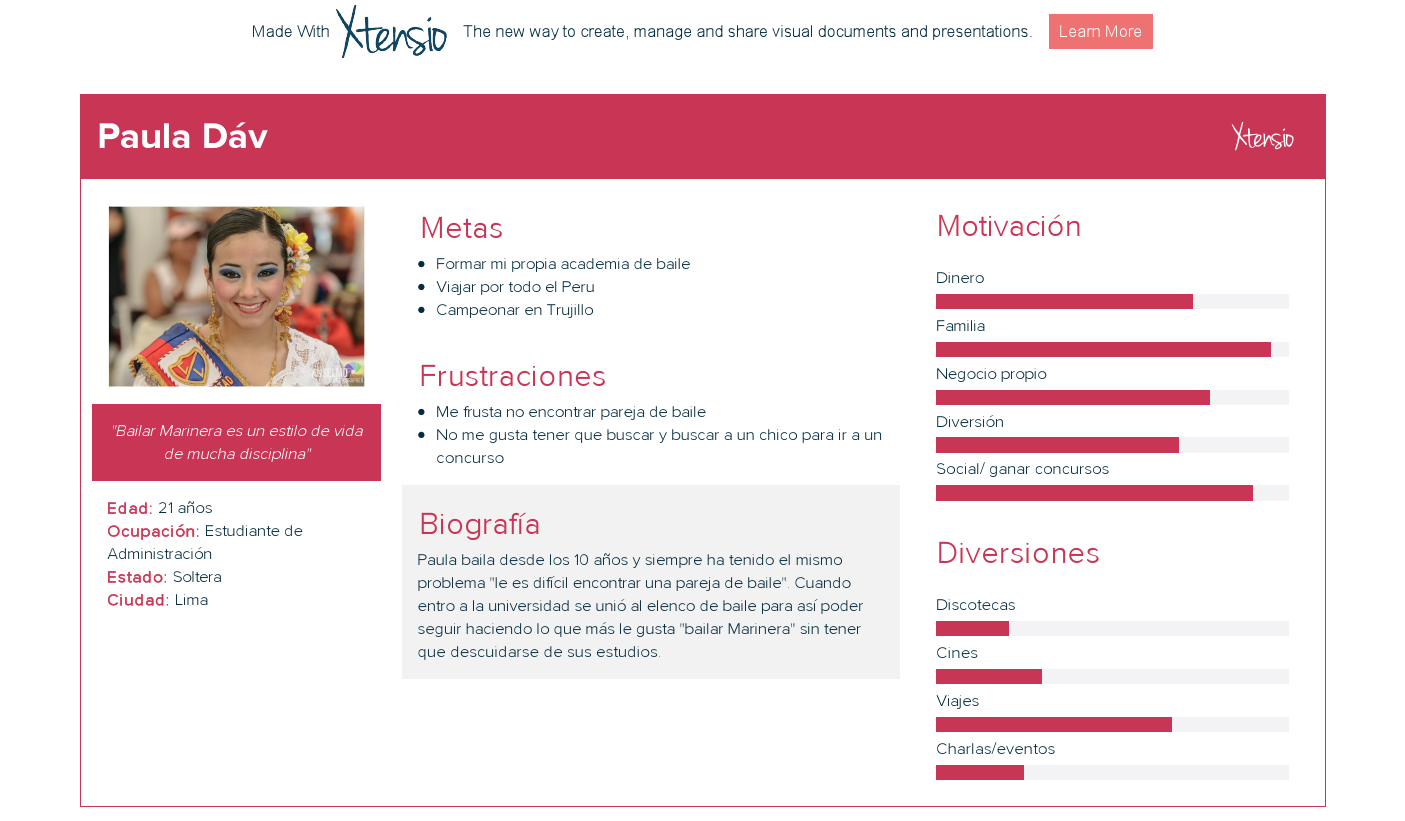 Made With Xtensio The new way to create, manage and share visual documents and presentations. Learn More
Paula Dáv
Xtensio
"Bailar Marinera es un estilo de vida
de mucha disciplina"
Edad: 21 años
Ocupación: Estudiante de
Administración
Estado: Soltera
Ciudad: Lima
Metas
Formar mi propia academia de baile
Viajar por todo el Peru
Campeonar en Trujillo
Frustraciones
Me frusta no encontrar pareja de baile
No me gusta tener que buscar y buscar a un chico para ir a un
concurso
Biografía
Paula baila desde los 10 años y siempre ha tenido el mismo
problema "le es difícil encontrar una pareja de baile". Cuando
entro a la universidad se unió al elenco de baile para así poder
seguir haciendo lo que más le gusta "bailar Marinera" sin tener
que descuidarse de sus estudios.
Motivación
Dinero
Familia
Negocio propio
Diversión
Social/ ganar concursos
Diversiones
Discotecas
Cines
Viajes
Charlas/eventos